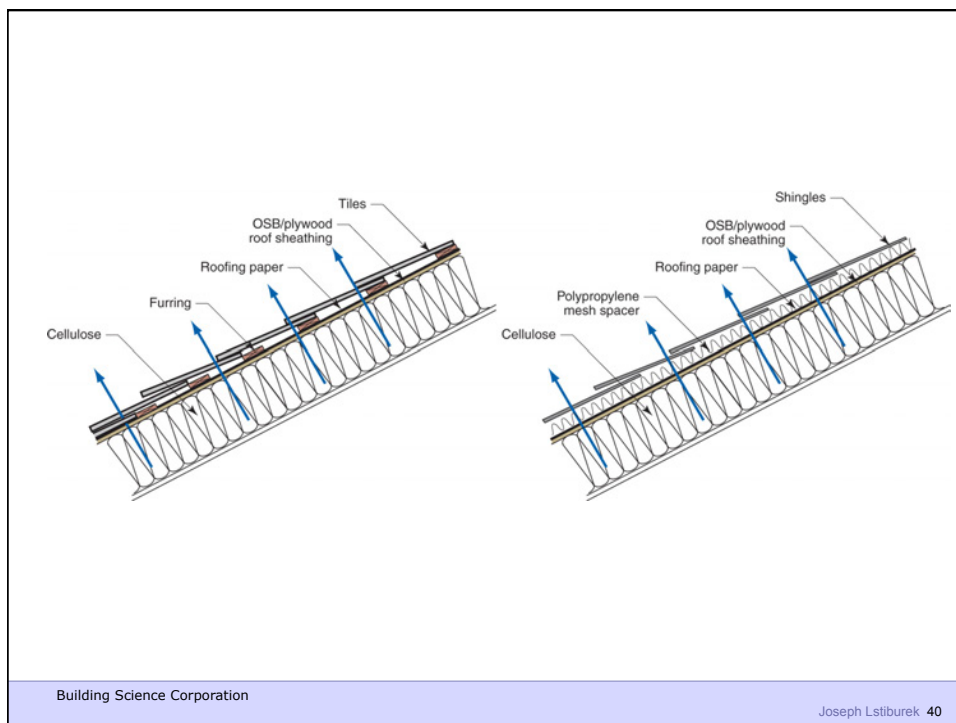 Tiles
OSB/plywood
roof sheathing
Roofing paper
Furring
Cellulose
Shingles
OSB/plywood
roof sheathing
Roofing paper
Polypropylene
mesh spacer
Cellulose
Building Science Corporation
Joseph Lstiburek 40